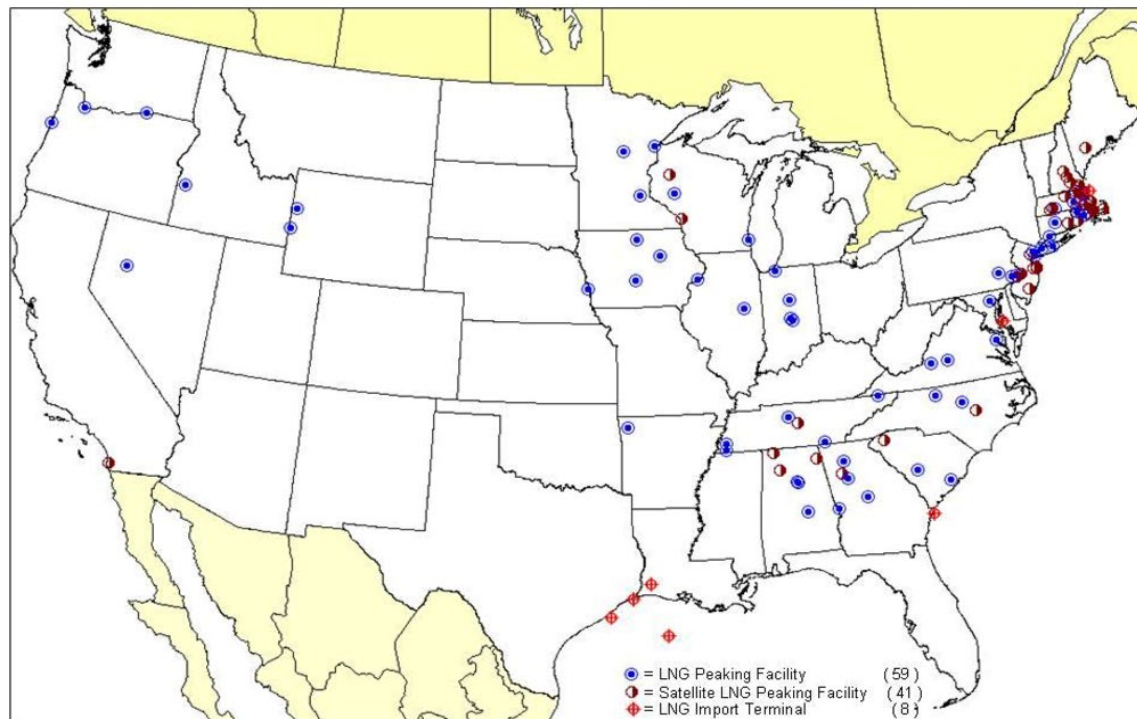 = LNG Peaking Facility (59)
= Satellite LNG Peaking Facility (41)
= LNG Import Terminal (8)